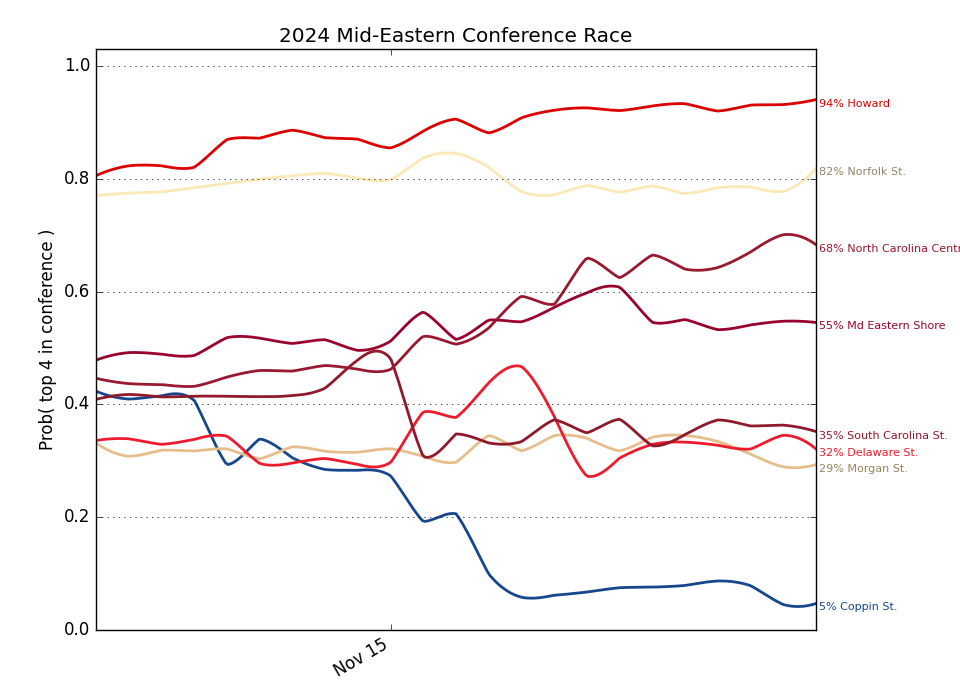 2024 Mid-Eastern Conference Race
Prob( top 4 in conference )
1.0
0.8
0.6
0.4
0.2
0.0
Nov 15
94% Howard
82% Norfolk St.
68% North Carolina Centr
55% Md Eastern Shore
35% South Carolina St.
32% Delaware St.
29% Morgan St.
5% Coppin St.